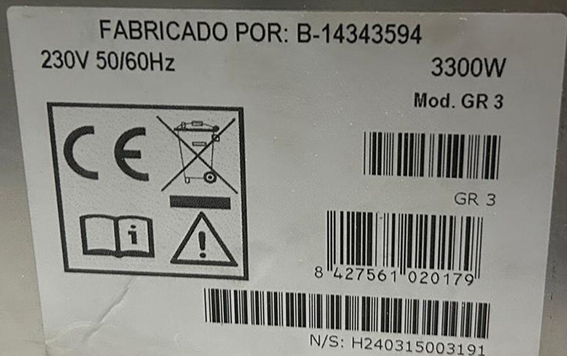 FABRICADO POR: B-14343594
230V 50/60Hz 3300W
Mod. GR 3
CE
GR 3
i
!
8 427561 020179
N/S: H240315003191